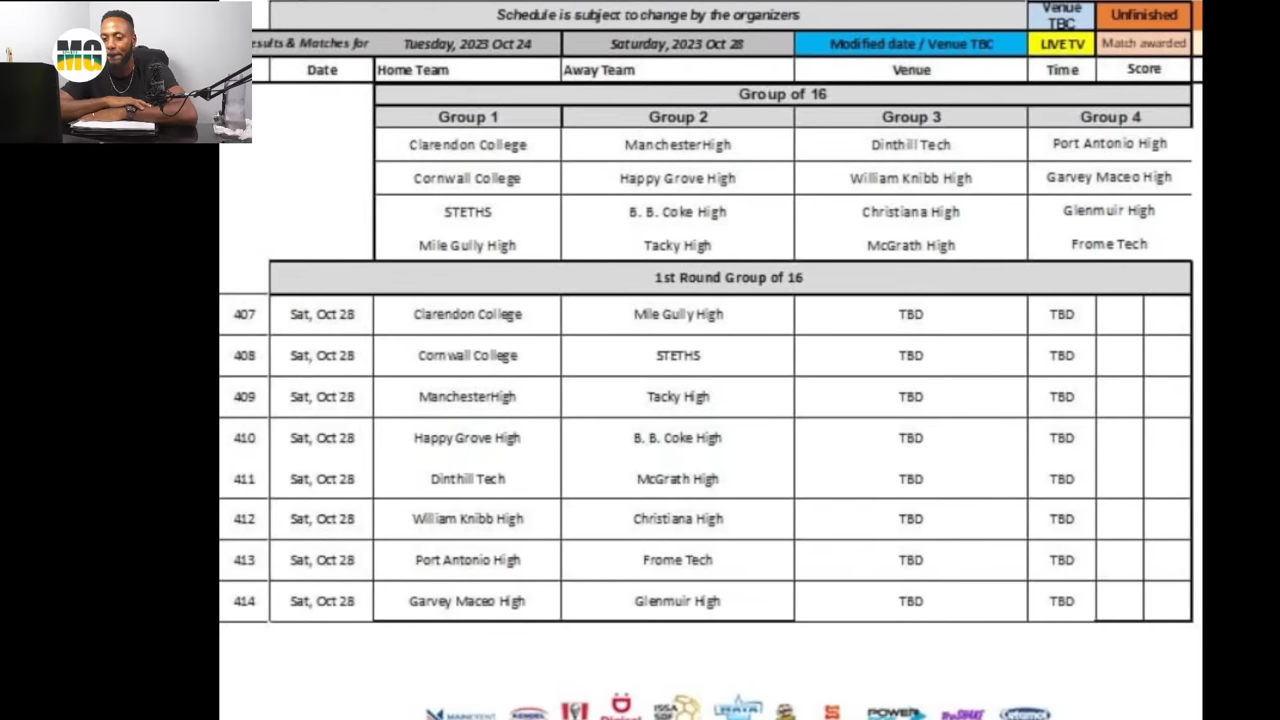 Schedule is subject to change by the organizers
Venue TBC
Unfinished
esults & Matches for Tuesday, 2023 Oct 24 Saturday, 2023 Oct 28 Modified date / Venue TBC LIVE TV Match awarded
Date Home Team Away Team Venue Time Score
Group of 16
Group 1 Group 2 Group 3 Group 4
Clarendon College ManchesterHigh Dinthill Tech Port Antonio High
Cornwall College Happy Grove High William Knibb High Garvey Maceo High
STETHS B. B. Coke High Christiana High Glenmuir High
Mile Gully High Tacky High McGrath High Frome Tech
1st Round Group of 16
407 Sat, Oct 28 Clarendon College Mile Gully High TBD TBD
408 Sat, Oct 28 Cornwall College STETHS TBD TBD
409 Sat, Oct 28 ManchesterHigh Tacky High TBD TBD
410 Sat, Oct 28 Happy Grove High B. B. Coke High TBD TBD
411 Sat, Oct 28 Dinthill Tech McGrath High TBD TBD
412 Sat, Oct 28 William Knibb High Christiana High TBD TBD
413 Sat, Oct 28 Port Antonio High Frome Tech TBD TBD
414 Sat, Oct 28 Garvey Maceo High Glenmuir High TBD TBD
MG
KFC Digicel ISSA POWER